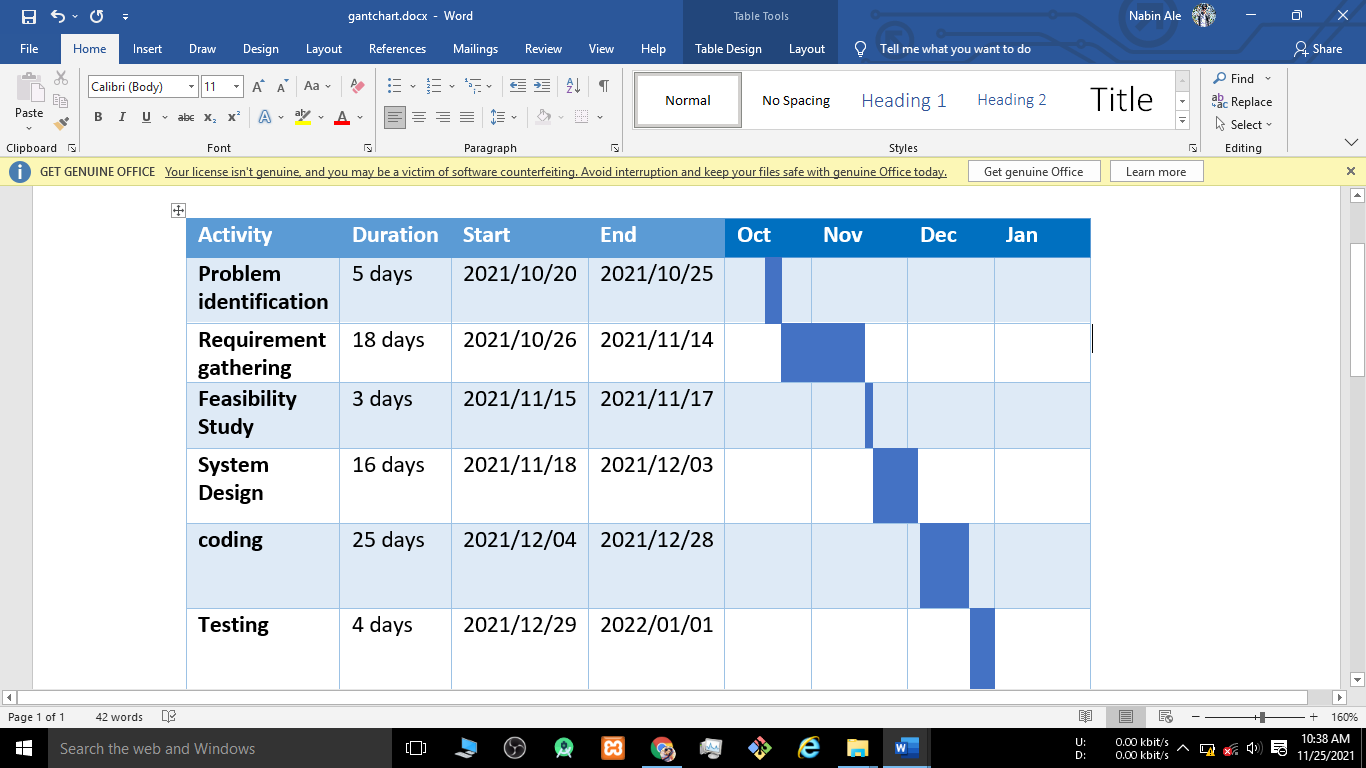 gantchart.docx - Word
Table Tools
Nabin Ale
File Home Insert Draw Design Layout References Mailings Review View Help Table Design Layout Tell me what you want to do Share
Paste
Calibri (Body) 11 Aa
B I U abc x₂ x² A ab A
Normal No Spacing Heading 1 Heading 2 Title
Find
Replace
Select
Clipboard Font Paragraph Styles Editing
GET GENUINE OFFICE Your license isn't genuine, and you may be a victim of software counterfeiting. Avoid interruption and keep your files safe with genuine Office today. Get genuine Office Learn more
Activity Duration Start End Oct Nov Dec Jan
Problem 5 days 2021/10/20 2021/10/25
identification
Requirement 18 days 2021/10/26 2021/11/14
gathering
Feasibility 3 days 2021/11/15 2021/11/17
Study
System 16 days 2021/11/18 2021/12/03
Design
coding 25 days 2021/12/04 2021/12/28
Testing 4 days 2021/12/29 2022/01/01
Page 1 of 1 42 words 160%
Search the web and Windows
U: 0.00 kbit/s
D: 0.00 kbit/s
10:38 AM
11/25/2021